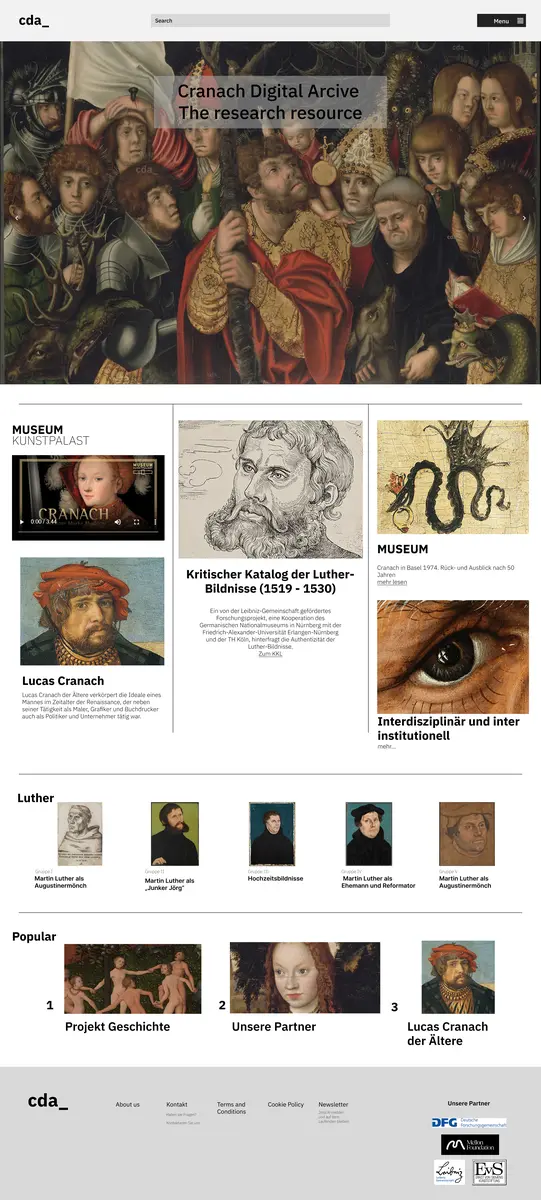 cda_
Search
Menu
Cranach Digital Arcive
The research resource
cda_
MUSEUM
KUNSTPALAST
MUSEUM
CRANACH
0:00 / 3:44
Lucas Cranach
Lucas Cranach der Ältere verkörpert die Ideale eines
Mannes im Zeitalter der Renaissance, der neben
seiner Tätigkeit als Maler, Grafiker und Buchdrucker
auch als Politiker und Unternehmer tätig war.
Kritischer Katalog der Luther-
Bildnisse (1519 - 1530)
Ein von der Leibniz-Gemeinschaft gefördertes
Forschungsprojekt, eine Kooperation des
Germanischen Nationalmuseums in Nürnberg mit der
Friedrich-Alexander-Universität Erlangen-Nürnberg
und der TH Köln, hinterfragt die Authentizität der
Luther-Bildnisse.
Zum KKL
MUSEUM
Cranach in Basel 1974. Rück- und Ausblick nach 50
Jahren
mehr lesen
Interdisziplinär und inter
institutionell
mehr...
Luther
Gruppe I
Martin Luther als
Augustinermönch
Gruppe II
Martin Luther als
„Junker Jörg“
Gruppe III
Hochzeitsbildnisse
Gruppe IV
Martin Luther als
Ehemann und Reformator
Gruppe V
Martin Luther als
Augustinermönch
Popular
1
Projekt Geschichte
2
Unsere Partner
3
Lucas Cranach
der Ältere
cda_
About us
Kontakt
Haben sie Fragen?
Kontaktieren Sie uns
Terms and
Conditions
Cookie Policy
Newsletter
Unsere Partner
DFG Deutsche
Forschungsgemeinschaft
Mellon
Foundation
Leibniz
EvS